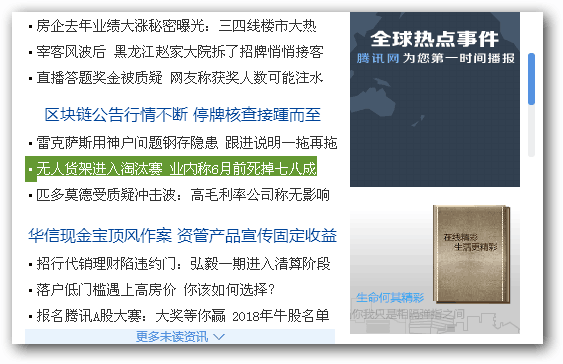 房企去年业绩大涨秘密曝光：三四线楼市大热
宰客风波后 黑龙江赵家大院拆了招牌悄悄接客
直播答题奖金被质疑 网友称获奖人数可能注水
区块链公告行情不断 停牌核查接踵而至
雷克萨斯用神户问题钢存隐患 跟进说明一拖再拖
无人货架进入淘汰赛 业内称6月前死掉七八成
匹多莫德受质疑冲击波：高毛利率公司称无影响
华信现金宝顶风作案 资管产品宣传固定收益
招行代销理财陷违约门：弘毅一期进入清算阶段
落户低门槛遇上高房价 你该如何选择？
报名腾讯A股大赛：大奖等你赢 2018年牛股名单
更多未读资讯
全球热点事件
腾讯网为您第一时间播报
在线精彩
生活更精彩
生命何其精彩
你我只是相隔连指之间